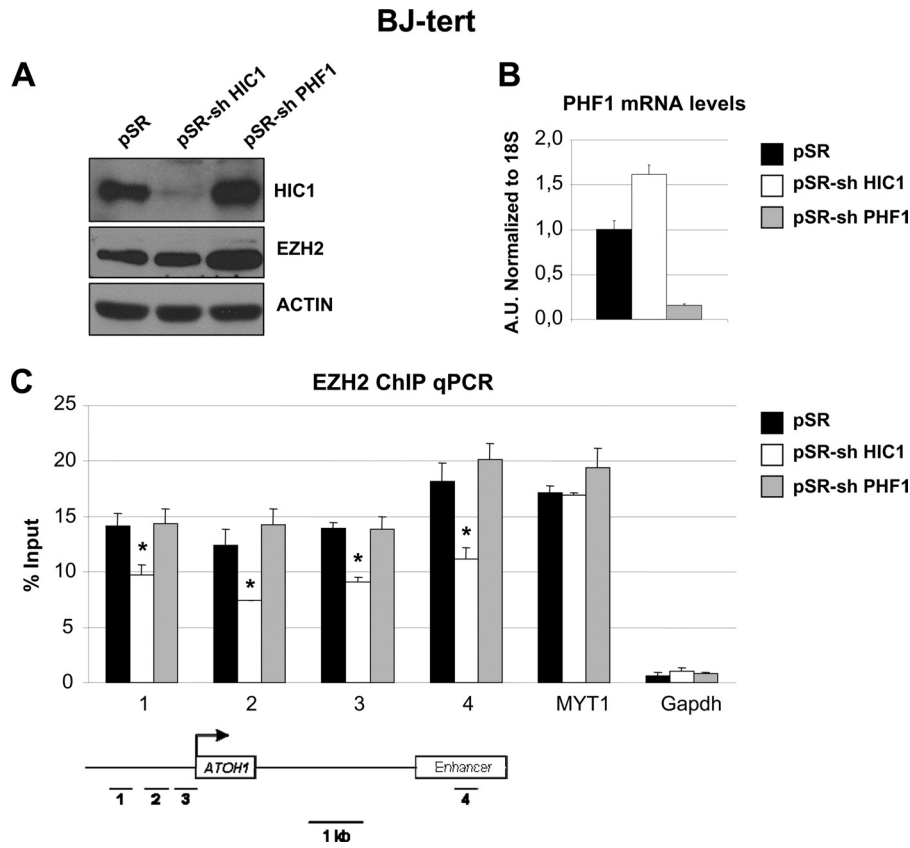 BJ-tert
A
pSR
pSR-sh HIC1
pSR-sh PHF1
HIC1
EZH2
ACTIN
B
PHF1 mRNA levels
A.U. Normalized to 18S
2,0
1,5
1,0
0,5
0,0
pSR
pSR-sh HIC1
pSR-sh PHF1
C
EZH2 ChIP qPCR
% Input
25
20
15
10
5
0
* * * *
1 2 3 4 MYT1 Gapdh
pSR
pSR-sh HIC1
pSR-sh PHF1
ATOH1
Enhancer
1 2 3 4
1 kb